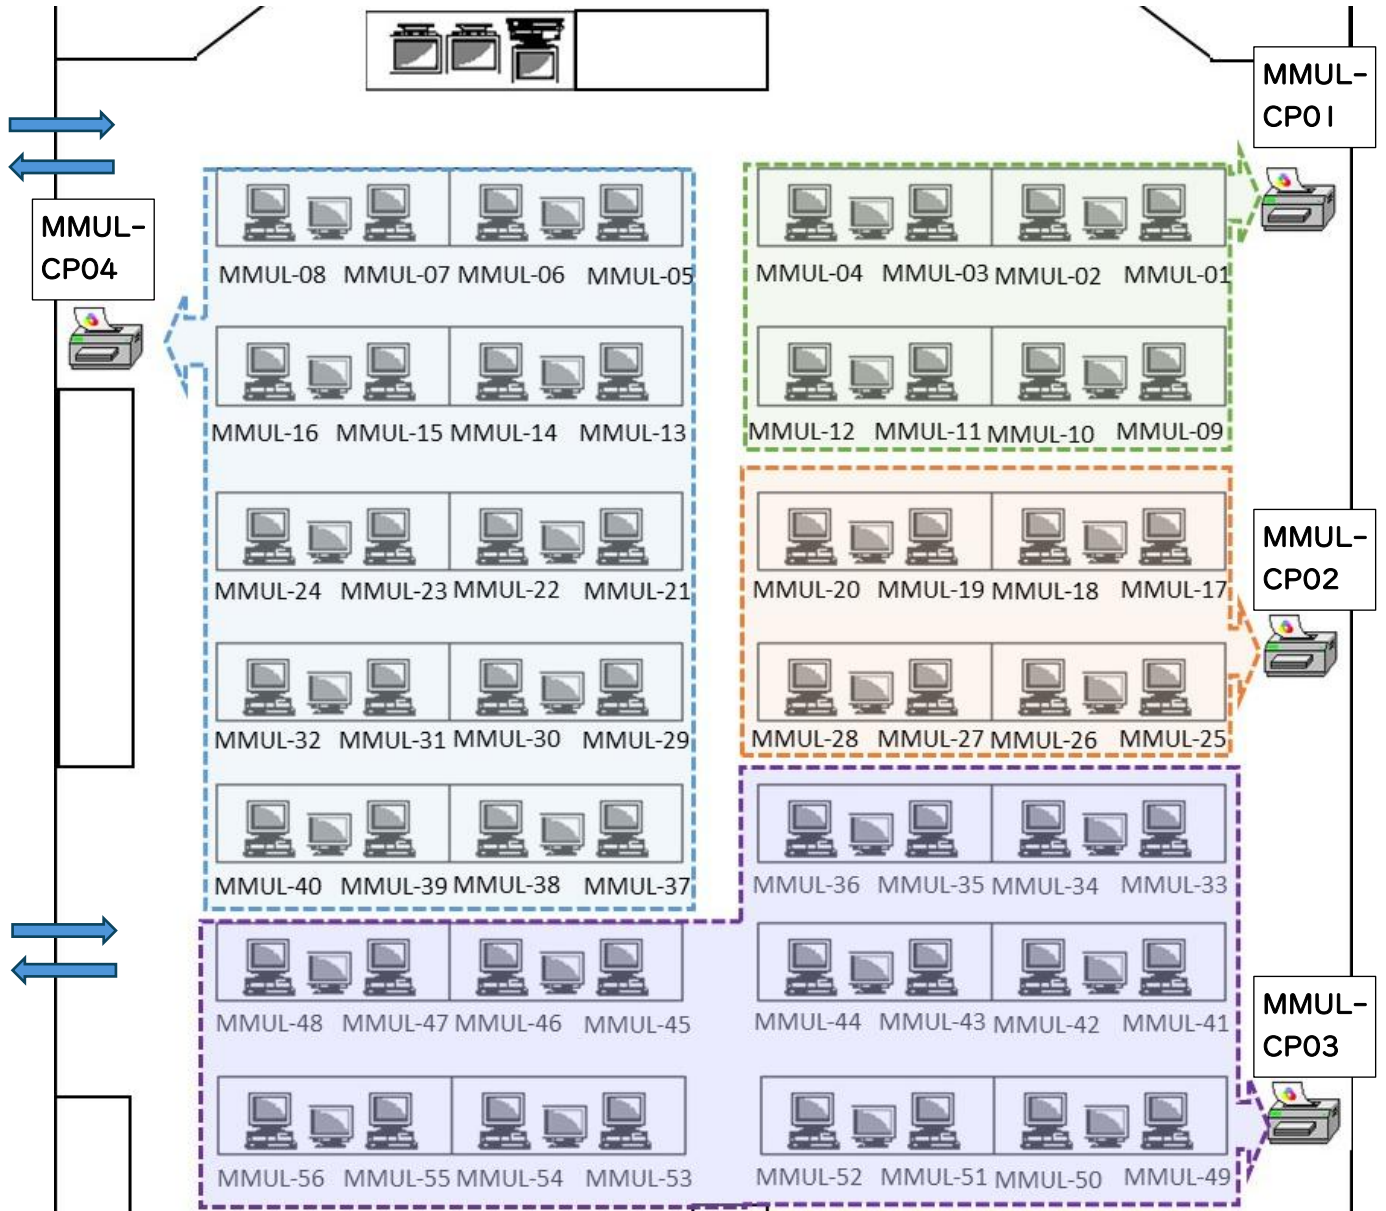 MMUL-
CP01
MMUL-
CP04
MMUL-08 MMUL-07 MMUL-06 MMUL-05 MMUL-04 MMUL-03 MMUL-02 MMUL-01
MMUL-16 MMUL-15 MMUL-14 MMUL-13 MMUL-12 MMUL-11 MMUL-10 MMUL-09
MMUL-
CP02
MMUL-24 MMUL-23 MMUL-22 MMUL-21 MMUL-20 MMUL-19 MMUL-18 MMUL-17
MMUL-32 MMUL-31 MMUL-30 MMUL-29 MMUL-28 MMUL-27 MMUL-26 MMUL-25
MMUL-40 MMUL-39 MMUL-38 MMUL-37 MMUL-36 MMUL-35 MMUL-34 MMUL-33
MMUL-48 MMUL-47 MMUL-46 MMUL-45 MMUL-44 MMUL-43 MMUL-42 MMUL-41
MMUL-
CP03
MMUL-56 MMUL-55 MMUL-54 MMUL-53 MMUL-52 MMUL-51 MMUL-50 MMUL-49